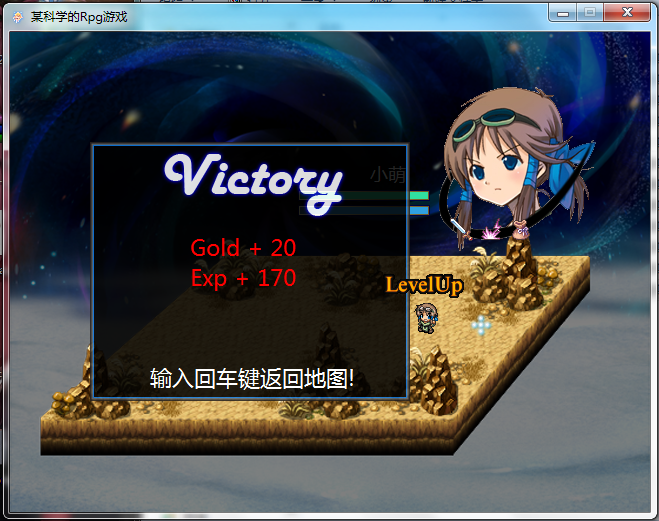 某科学的Rpg游戏
Victory
小萌
Gold + 20
Exp + 170
LevelUp
输入回车键返回地图!